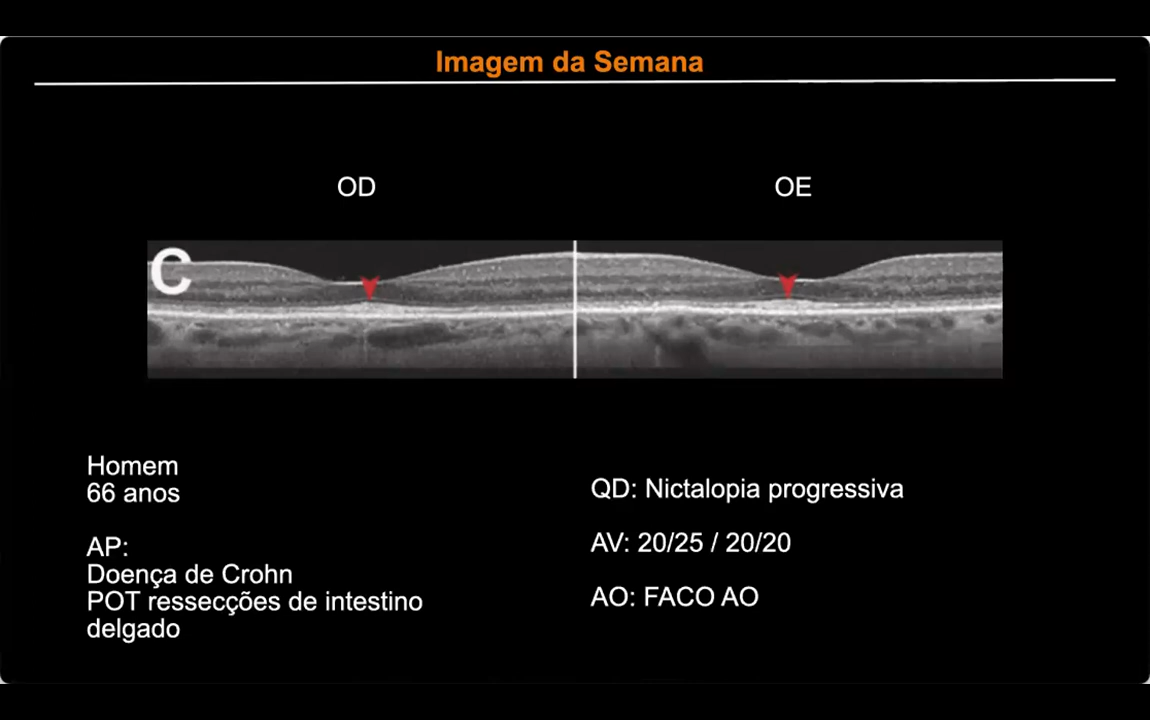 Imagem da Semana
OD
OE
C
Homem
66 anos
AP:
Doença de Crohn
POT ressecções de intestino
delgado
QD: Nictalopia progressiva
AV: 20/25 / 20/20
AO: FACO AO